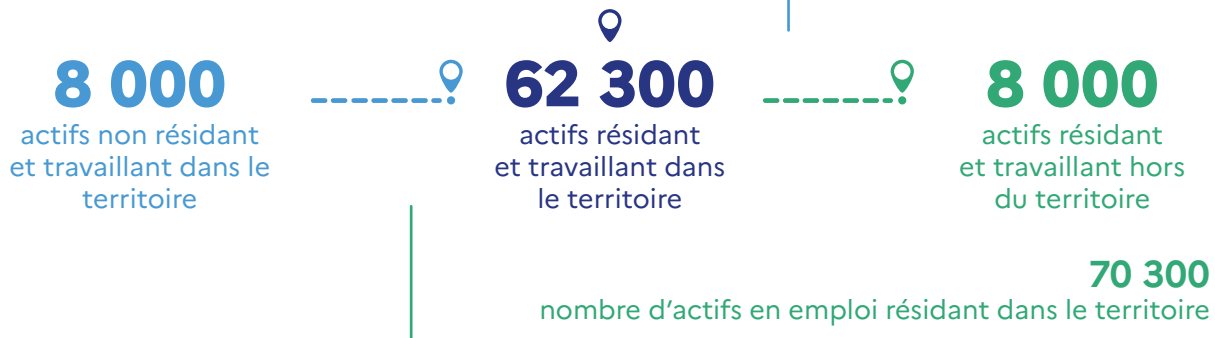 8 000
actifs non résidant
et travaillant dans le
territoire
62 300
actifs résidant
et travaillant dans
le territoire
8 000
actifs résidant
et travaillant hors
du territoire
70 300
nombre d’actifs en emploi résidant dans le territoire